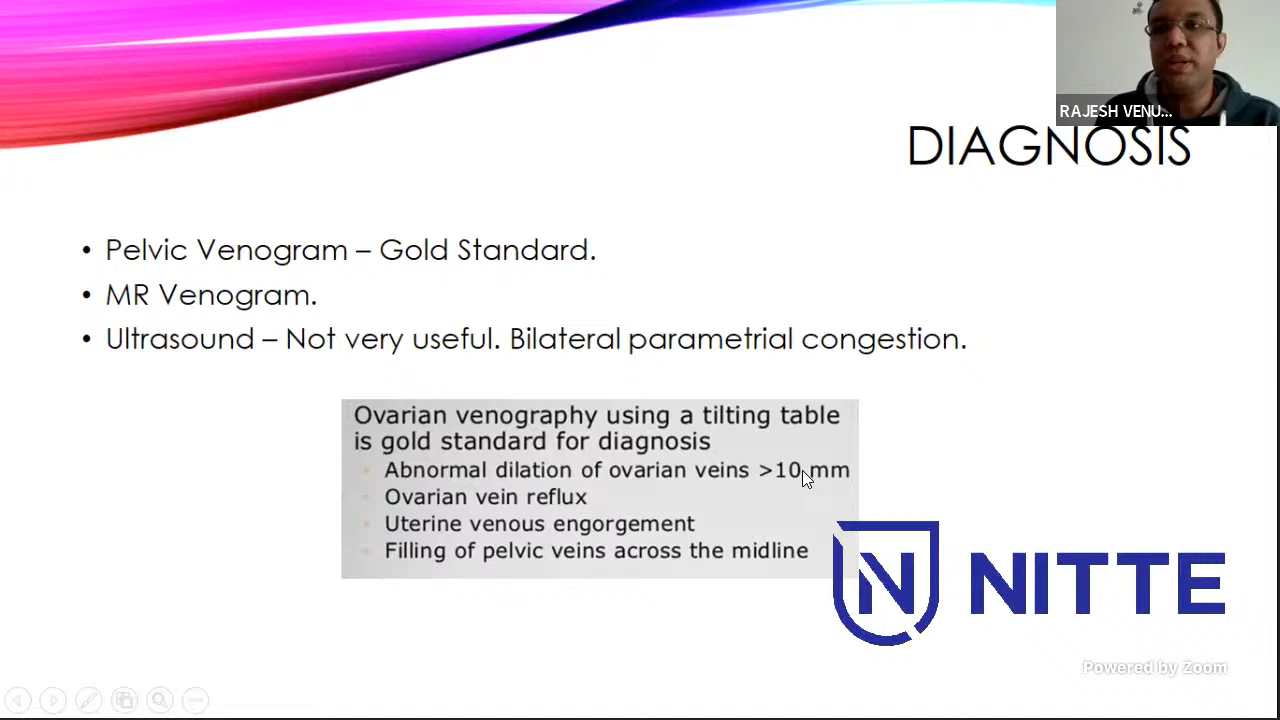 RAJESH VENU...
DIAGNOSIS
• Pelvic Venogram – Gold Standard.
• MR Venogram.
• Ultrasound – Not very useful. Bilateral parametrial congestion.
Ovarian venography using a tilting table
is gold standard for diagnosis
Abnormal dilation of ovarian veins >10 mm
Ovarian vein reflux
Uterine venous engorgement
Filling of pelvic veins across the midline
N NITTE
Powered by Zoom